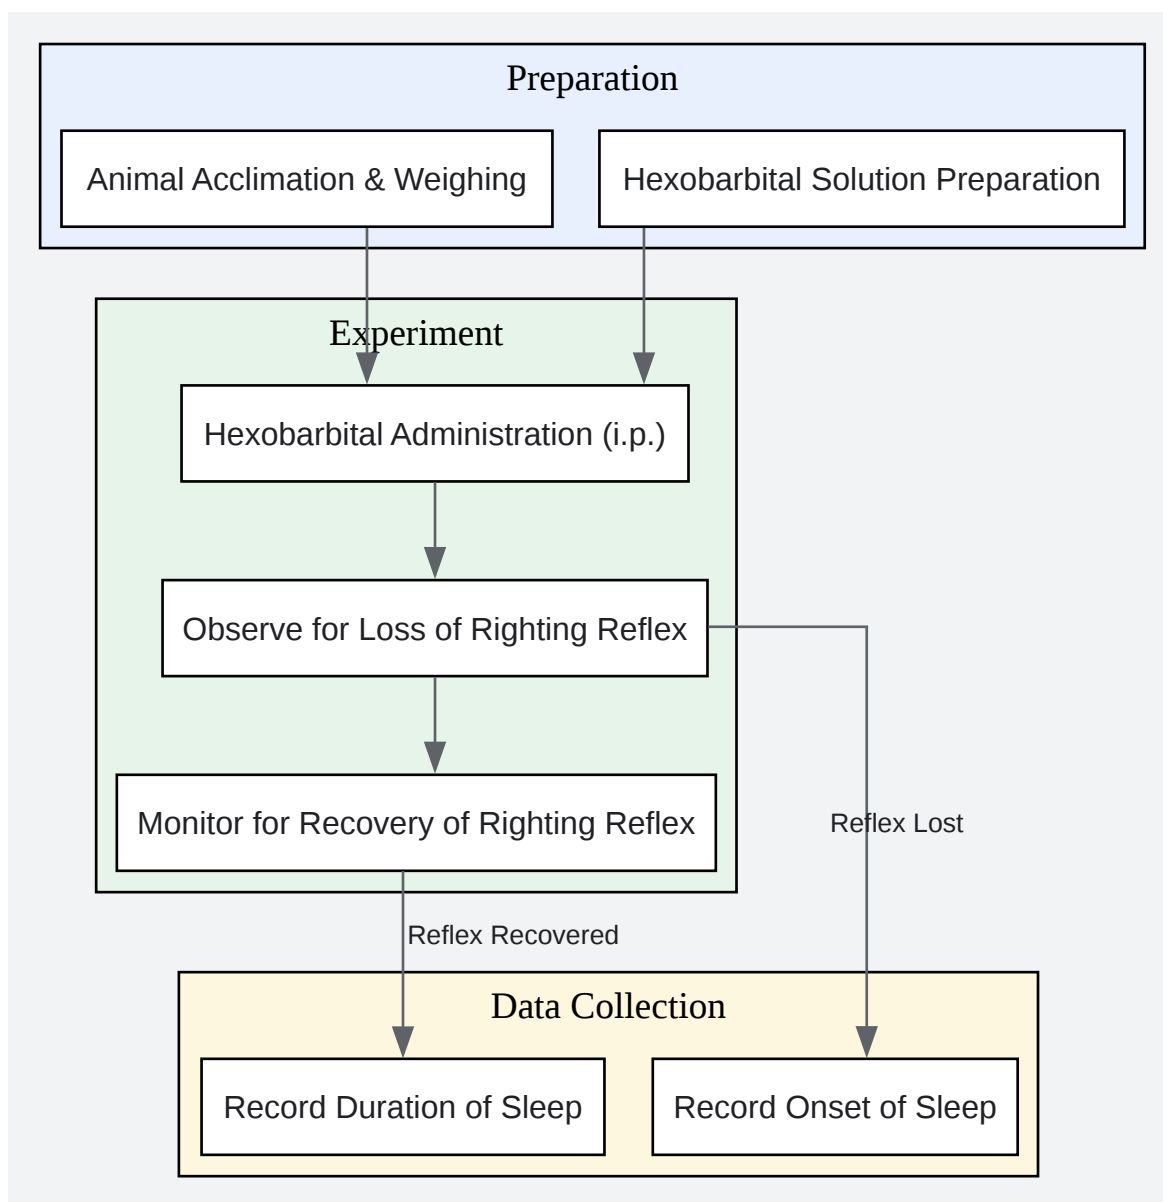 Preparation
Animal Acclimation & Weighing
Hexobarbital Solution Preparation
Experiment
Hexobarbital Administration (i.p.)
Observe for Loss of Righting Reflex
Monitor for Recovery of Righting Reflex
Reflex Lost
Reflex Recovered
Data Collection
Record Duration of Sleep
Record Onset of Sleep